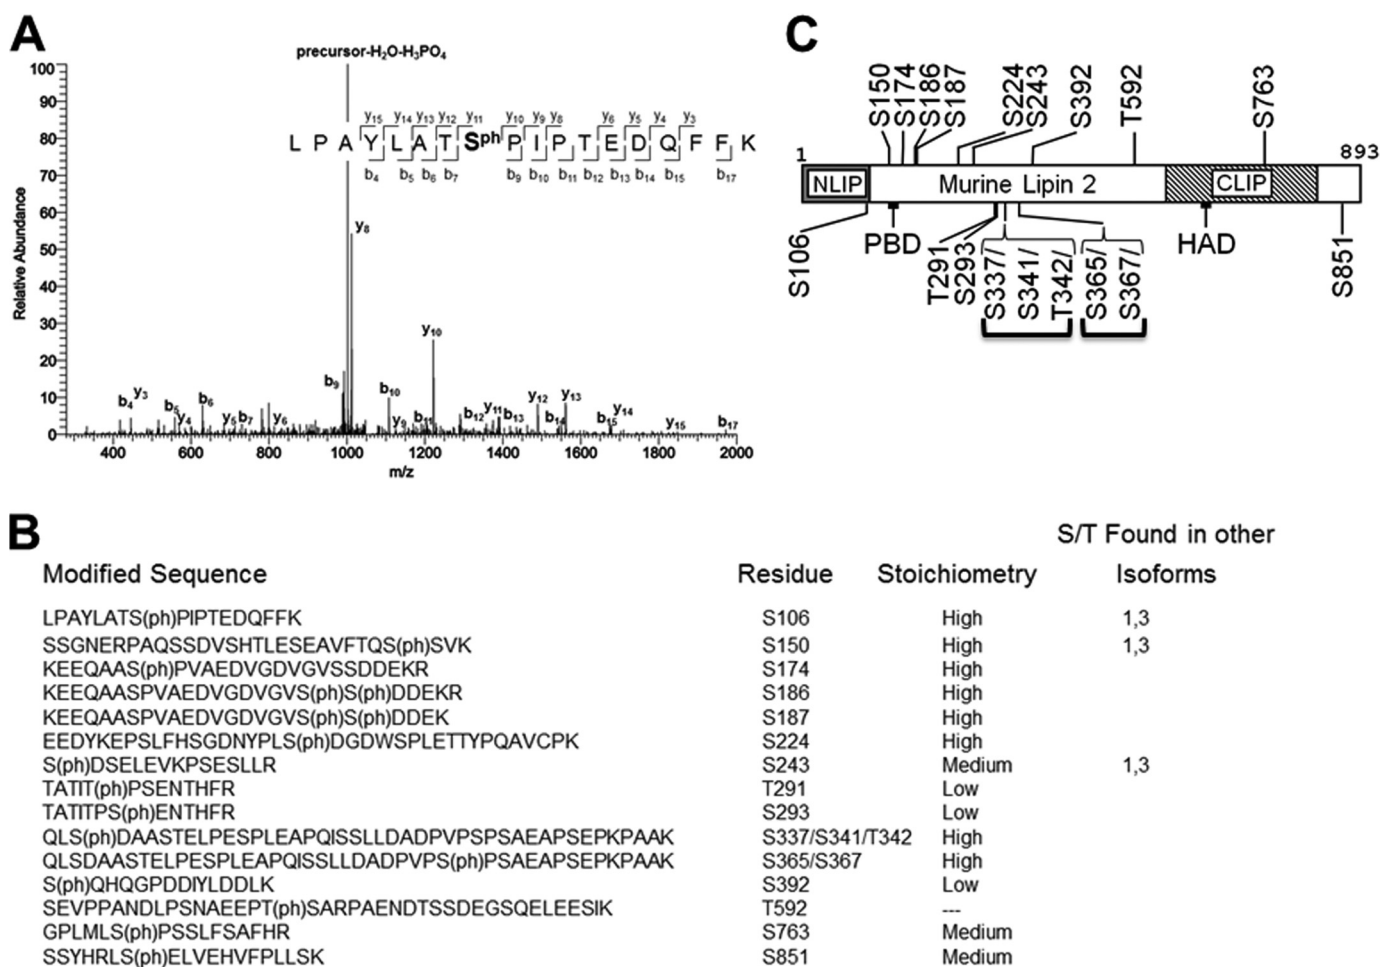 A
precursor-H₂O-H₃PO₄
100
90
80
70
60
50
40
30
20
10
0
Relative Abundance
y₁₅ y₁₄ y₁₃ y₁₂ y₁₁ y₁₀ y₉ y₈ y₆ y₅ y₄ y₃
L P A Y L A T Sph P I P T E D Q F F K
b₄ b₅ b₆ b₇ b₉ b₁₀ b₁₁ b₁₂ b₁₃ b₁₄ b₁₅ b₁₇
y₈
y₁₀
b₉
b₄ y₃ b₅ y₄ b₆ y₅ b₇ y₆
b₁₀ y₉ b₁₁ b₁₂ y₁₁ b₁₃ y₁₂ b₁₄ y₁₃ b₁₅ y₁₄ y₁₅ b₁₇
400 600 800 1000 1200 1400 1600 1800 2000
m/z
C
S150 S174 S186 S187 S224 S243 S392 T592 S763
1 893
NLIP Murine Lipin 2 CLIP
S106 PBD T291 S293 S337/ S341/ T342/ S365/ S367/ HAD S851
B
S/T Found in other
Modified Sequence Residue Stoichiometry Isoforms
LPAYLATS(ph)PIPTEDQFFK S106 High 1,3
SSGNERPAQSSDVSHTLESEAVFTQS(ph)SVK S150 High 1,3
KEEQAAS(ph)PVAEDVGDVGVSSDDEKR S174 High
KEEQAASPVAEDVGDVGVS(ph)S(ph)DDEKR S186 High
KEEQAASPVAEDVGDVGVS(ph)S(ph)DDEK S187 High
EEDYKEPSLFHSGDNYPLS(ph)DGDWSPLETTYPQAVCPK S224 High
S(ph)DSELEVKPSESLLR S243 Medium 1,3
TATIT(ph)PSENTHFR T291 Low
TATITPS(ph)ENTHFR S293 Low
QLS(ph)DAASTELPESPLEAPQISSLLDADPVPSPSAEAPSEPKPAAK S337/S341/T342 High
QLSDAASTELPESPLEAPQISSLLDADPVPS(ph)PSAEAPSEPKPAAK S365/S367 High
S(ph)QHQGPDDIYLDDLK S392 Low
SEVPPANDLPSNAEEPT(ph)SARPAENDTSSDEGSQELEESIK T592 ---
GPLMLS(ph)PSSLFSAFHR S763 Medium
SSYHRLS(ph)ELVEHVFPLLSK S851 Medium